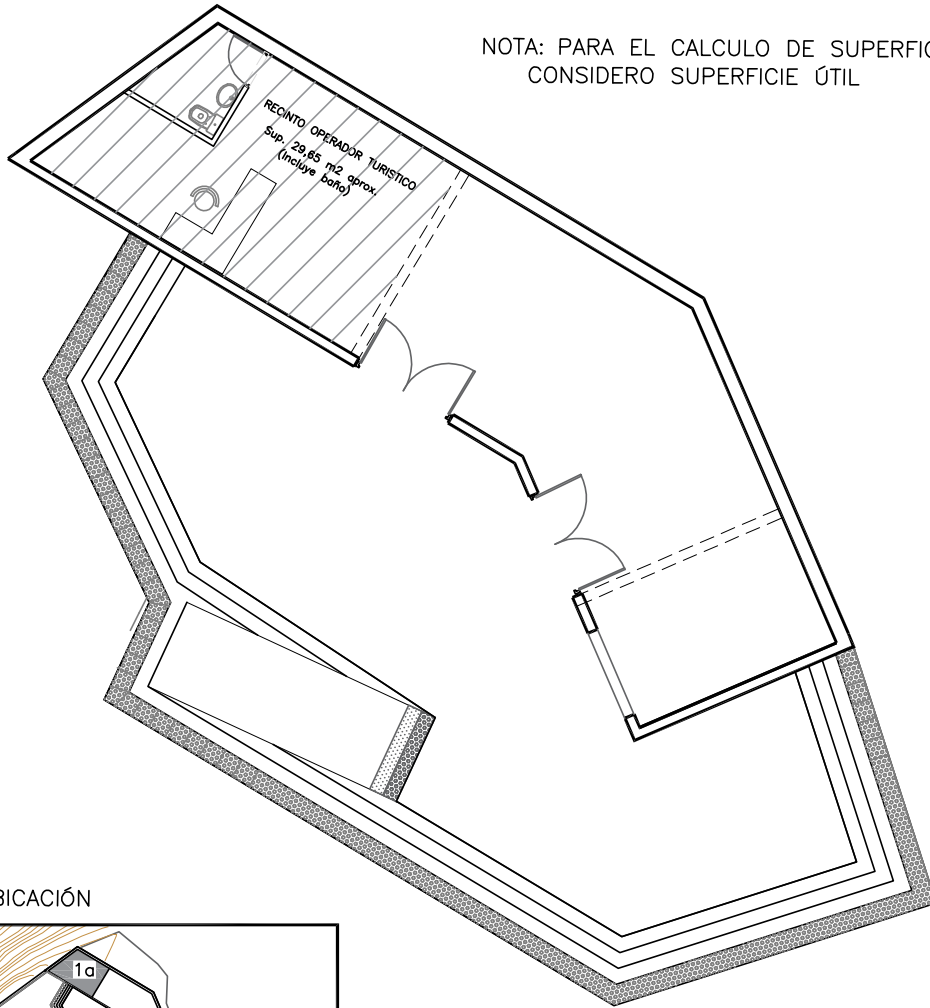 NOTA: PARA EL CALCULO DE SUPERFIC
CONSIDERO SUPERFICIE ÚTIL
RECINTO OPERADOR TURISTICO
Sup. 29,65 m2 aprox.
(Incluye baño)
BICACIÓN
1a